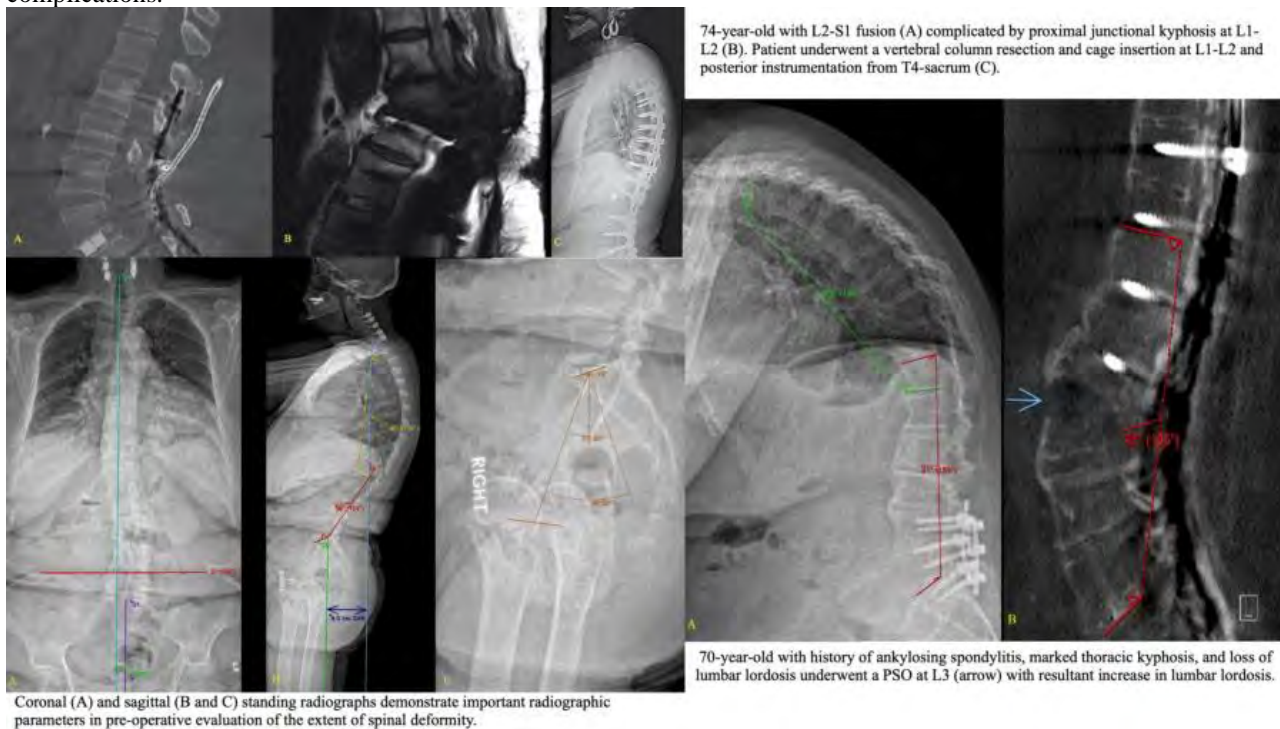 complications.
74-year-old with L2-S1 fusion (A) complicated by proximal junctional kyphosis at L1-
L2 (B). Patient underwent a vertebral column resection and cage insertion at L1-L2 and
posterior instrumentation from T4-sacrum (C).
A
B
C
RIGHT
A
B
70-year-old with history of ankylosing spondylitis, marked thoracic kyphosis, and loss of
lumbar lordosis underwent a PSO at L3 (arrow) with resultant increase in lumbar lordosis.
Coronal (A) and sagittal (B and C) standing radiographs demonstrate important radiographic
parameters in pre-operative evaluation of the extent of spinal deformity.